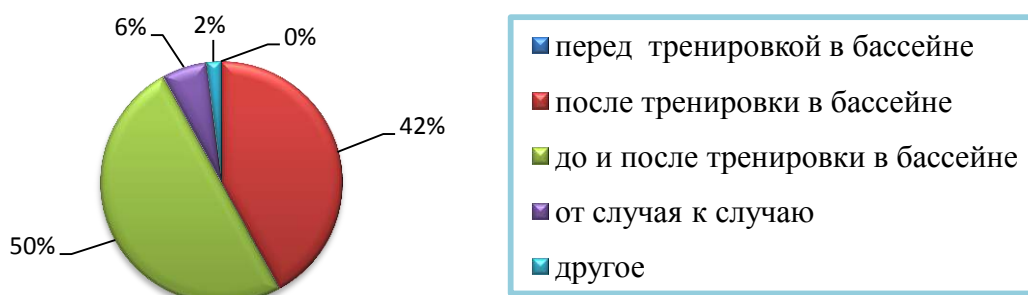 6%
2%
0%
42%
50%
перед тренировкой в бассейне
после тренировки в бассейне
до и после тренировки в бассейне
от случая к случаю
другое